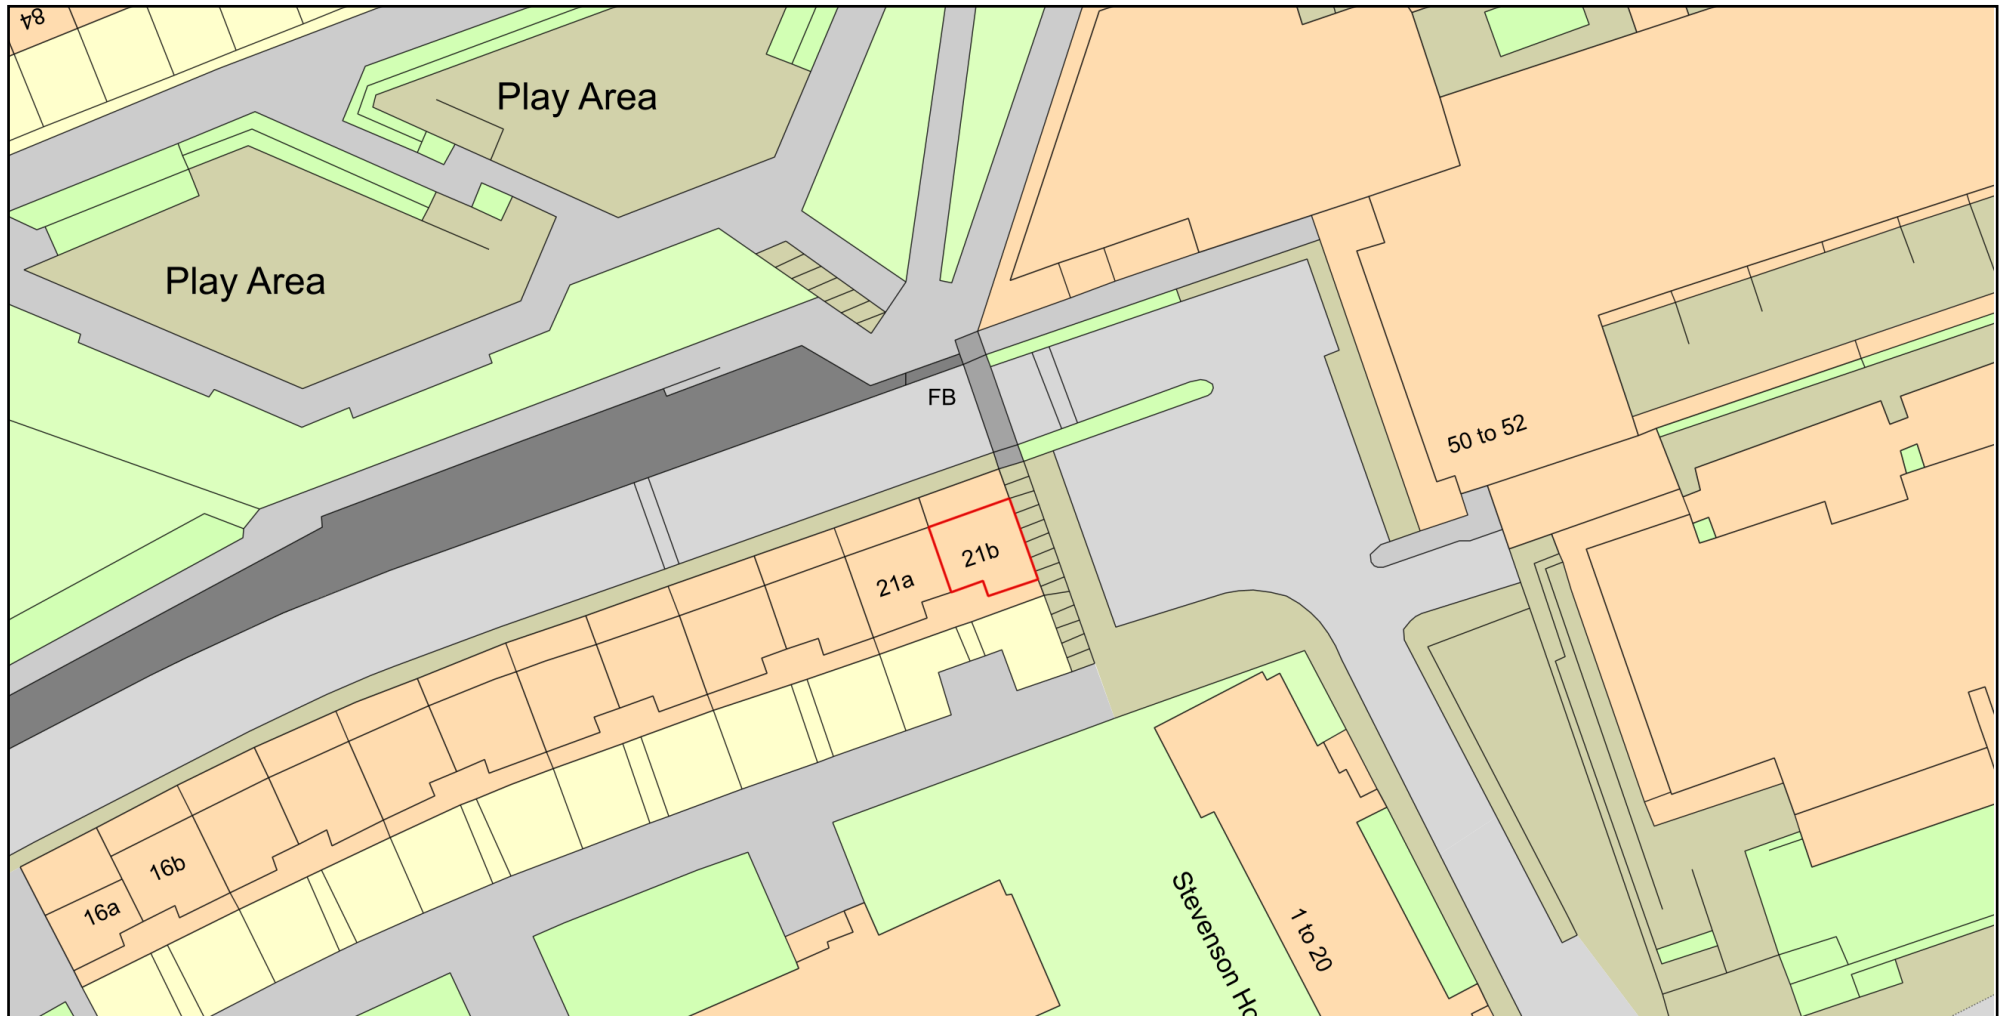 84
Play Area
Play Area
FB
50 to 52
21b
21a
16b
16a
Stevenson Ho
1 to 20